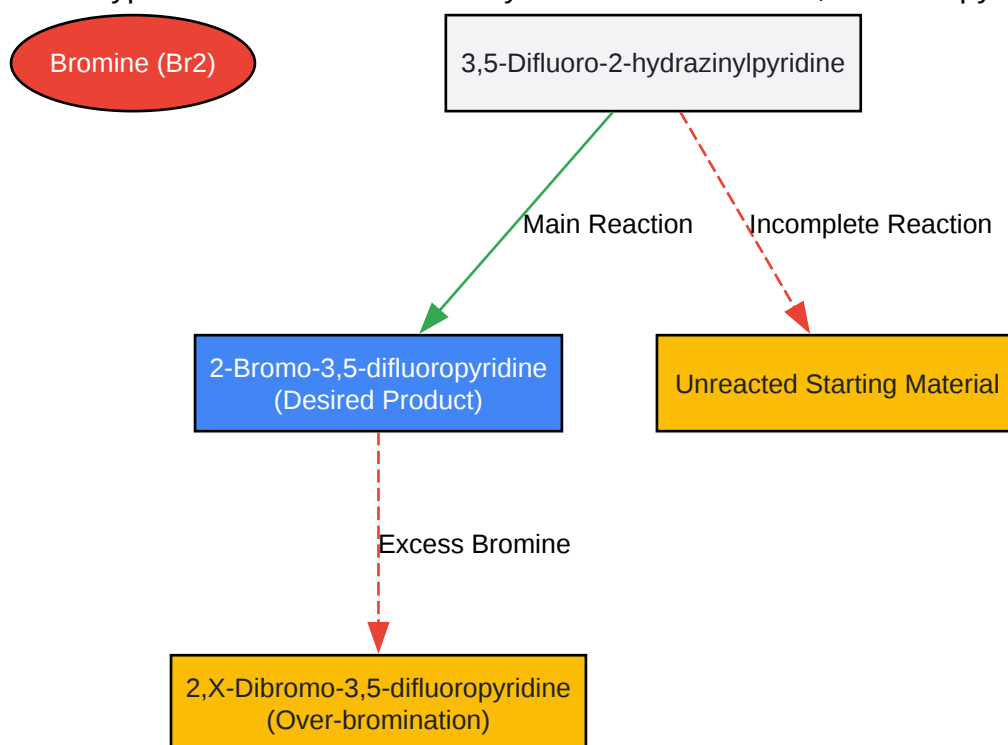 Bromine (Br2)
3,5-Difluoro-2-hydrazinylpyridine
Main Reaction
Incomplete Reaction
2-Bromo-3,5-difluoropyridine
(Desired Product)
Unreacted Starting Material
Excess Bromine
2,X-Dibromo-3,5-difluoropyridine
(Over-bromination)